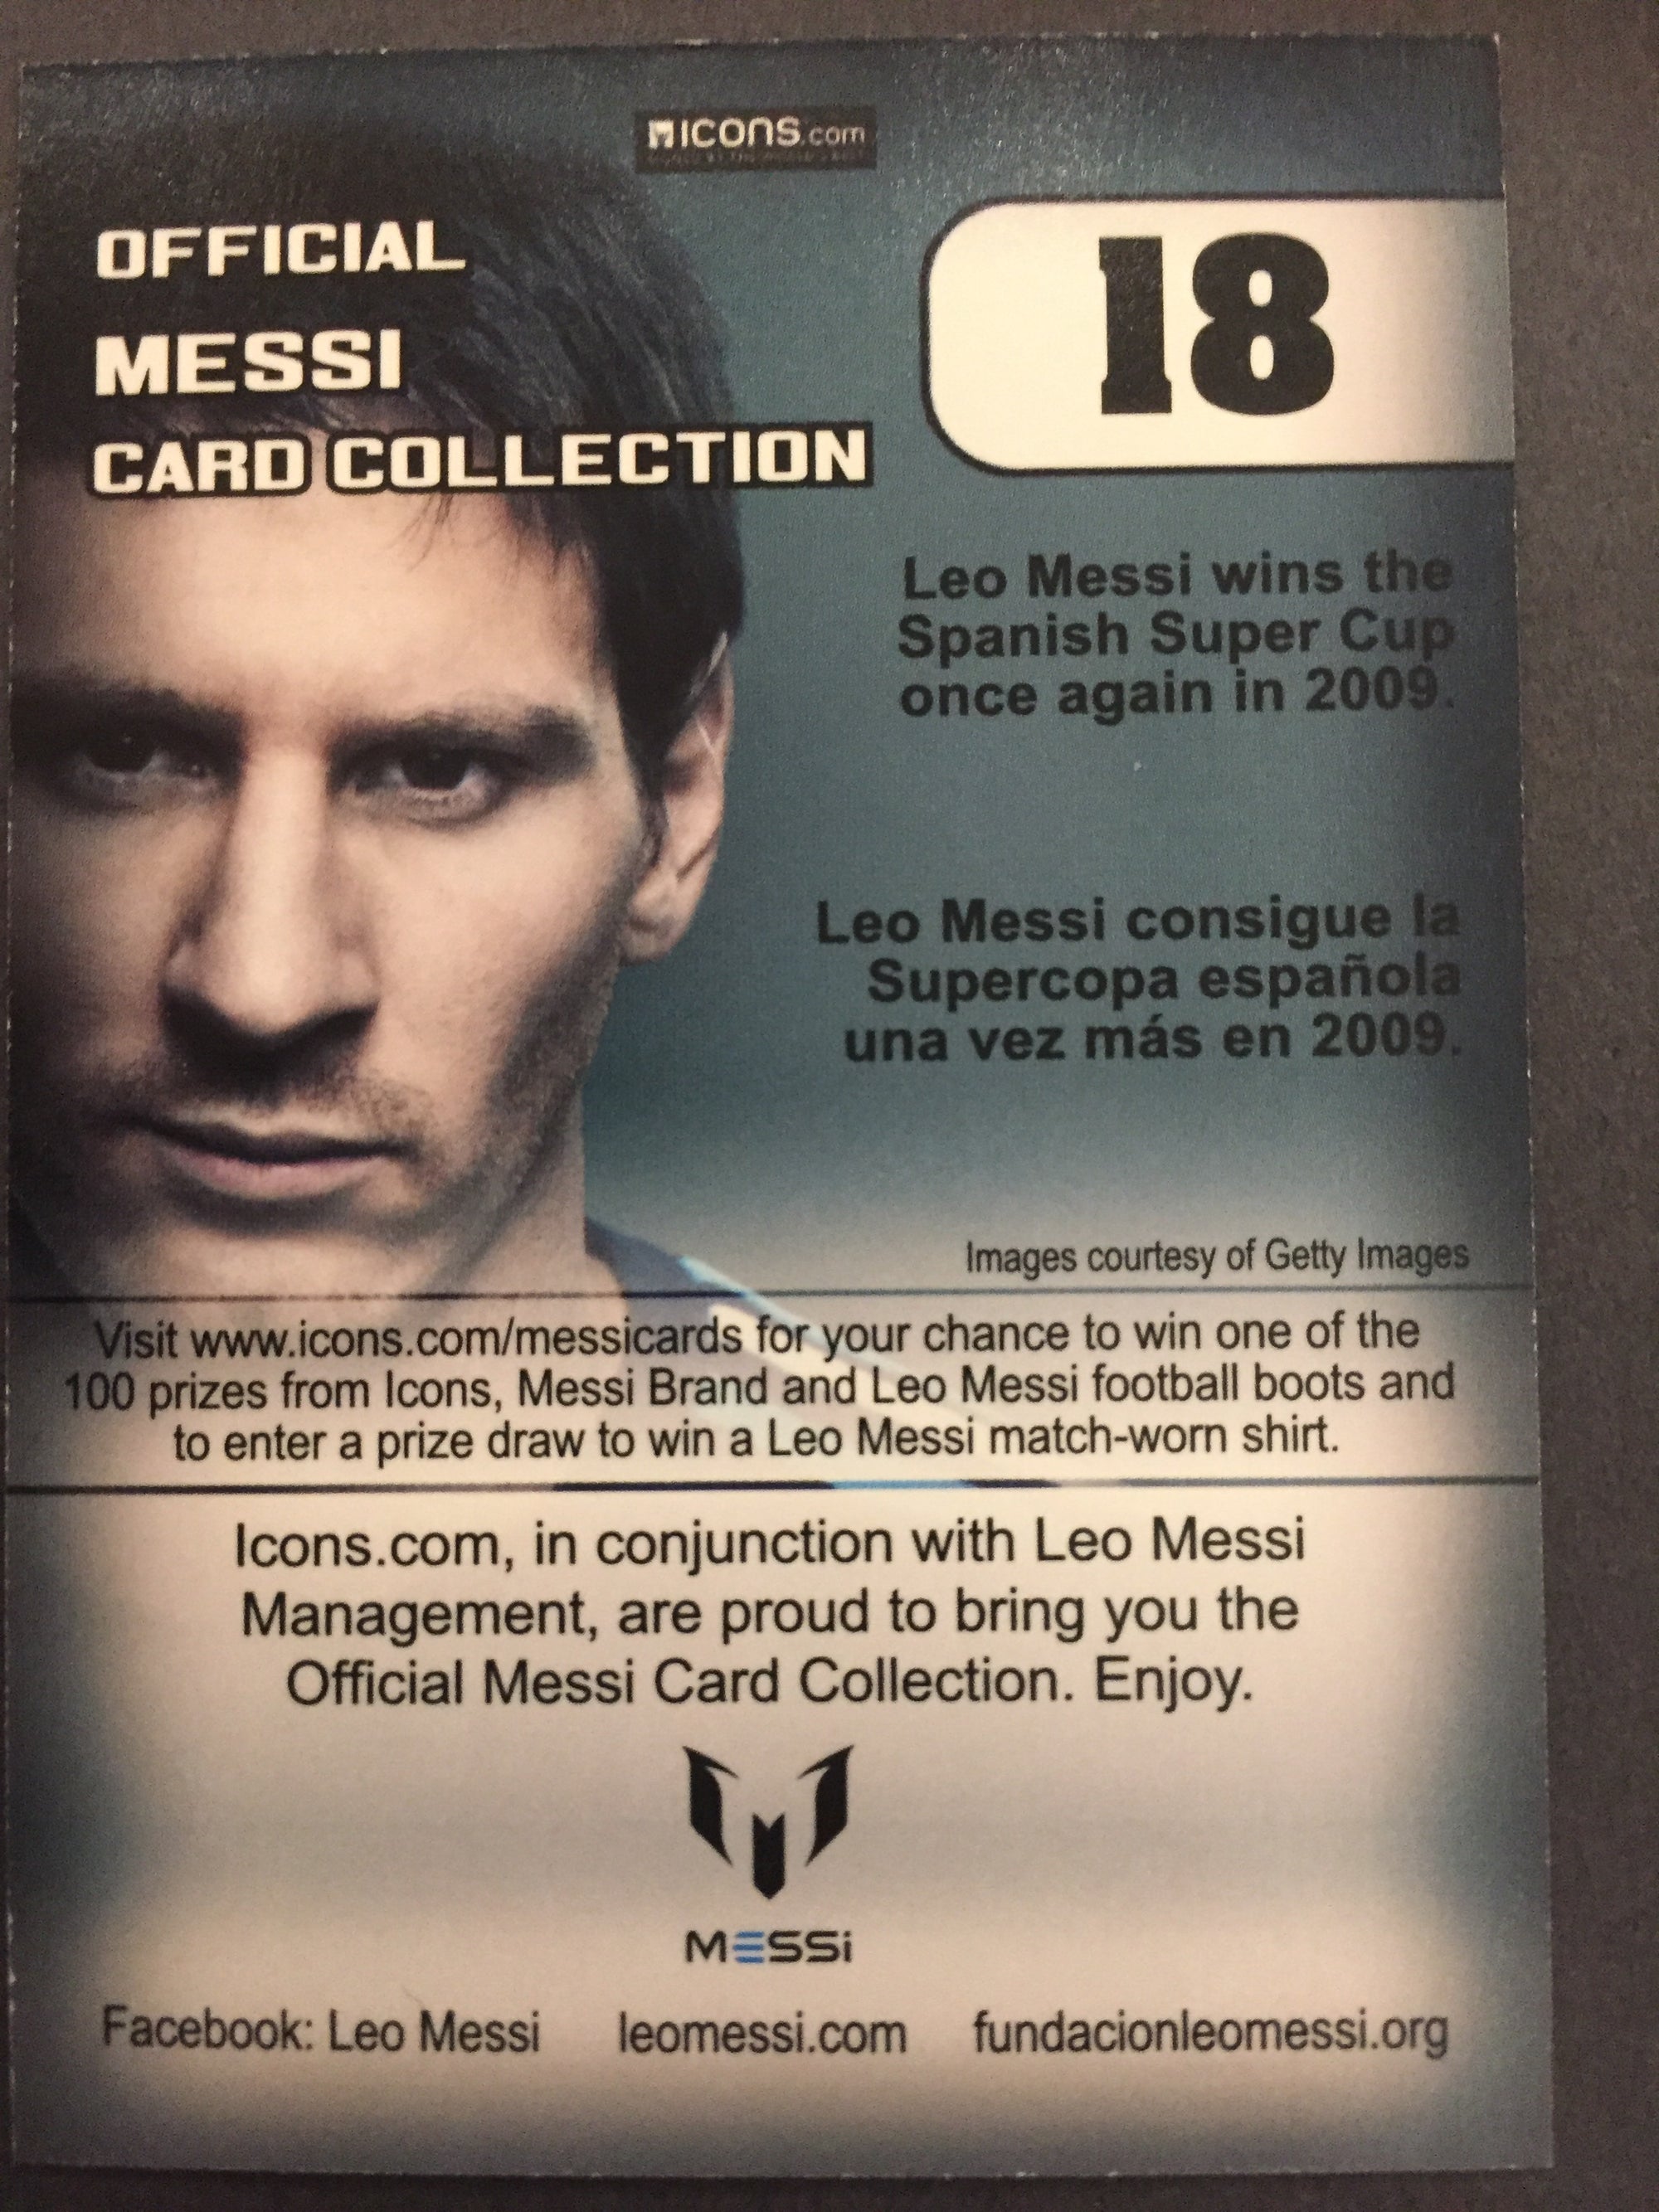 ICONS.com
OFFICIAL
MESSI
CARD COLLECTION
18
Leo Messi wins the
Spanish Super Cup
once again in 2009.
Leo Messi consigue la
Supercopa española
una vez más en 2009.
Images courtesy of Getty Images
Visit www.icons.com/messicards for your chance to win one of the
100 prizes from Icons, Messi Brand and Leo Messi football boots and
to enter a prize draw to win a Leo Messi match-worn shirt.
Icons.com, in conjunction with Leo Messi
Management, are proud to bring you the
Official Messi Card Collection. Enjoy.
MESSi
Facebook: Leo Messi leomessi.com fundacionleomessi.org